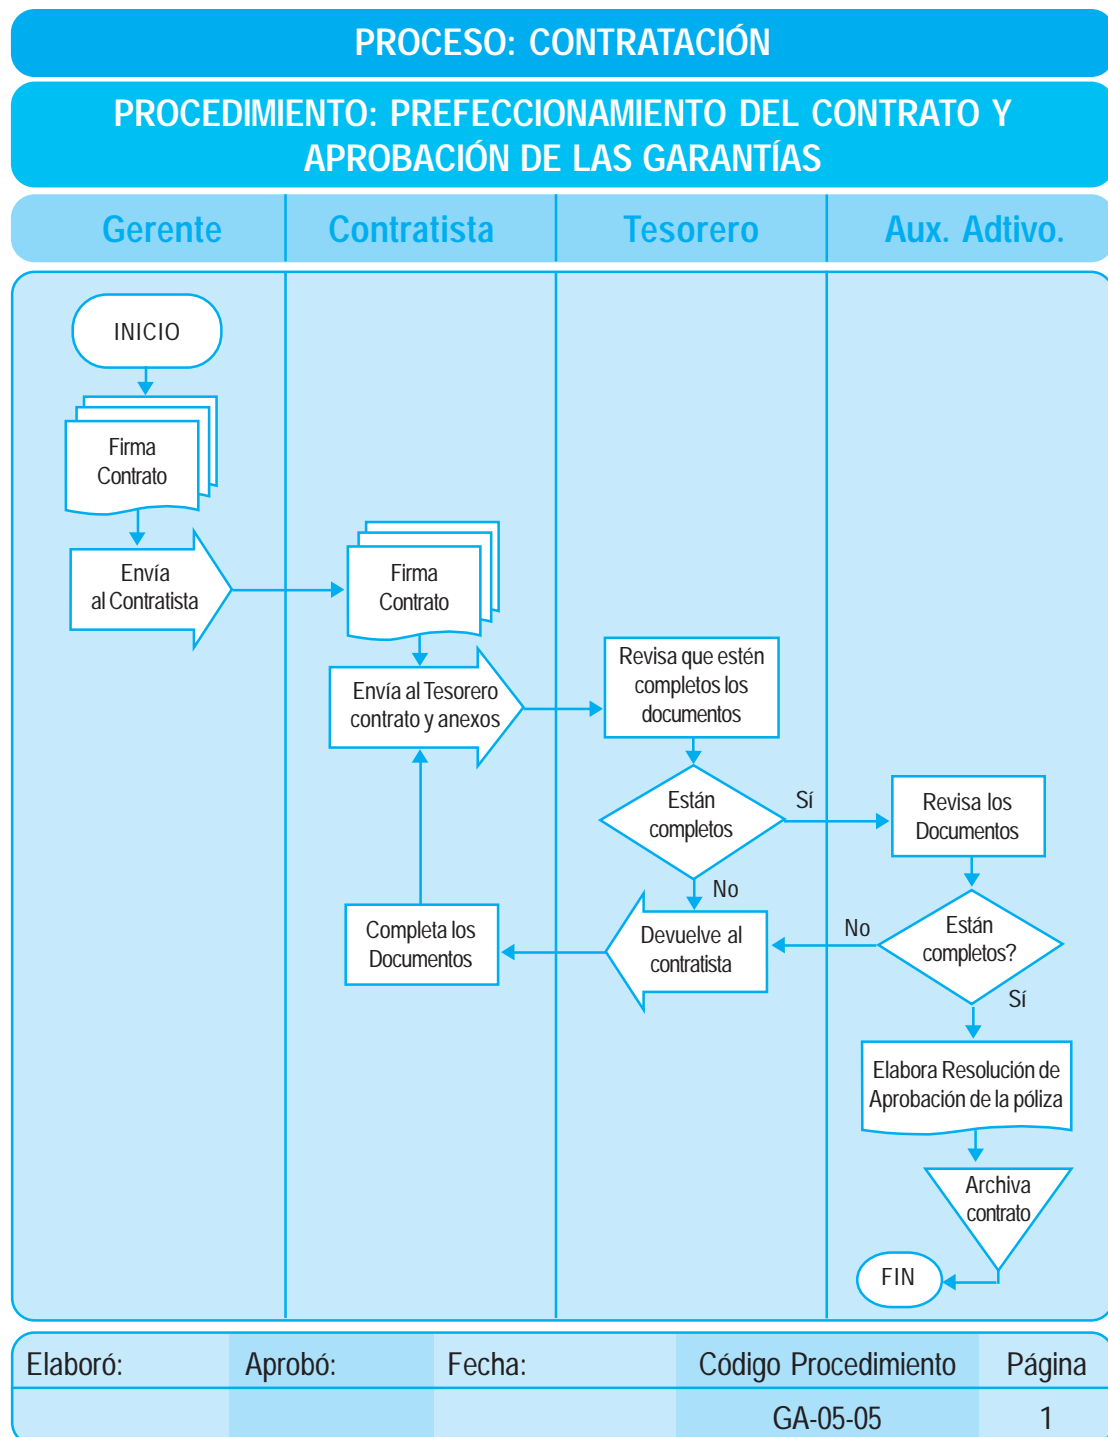 PROCESO: CONTRATACIÓN
PROCEDIMIENTO: PREFECCIONAMIENTO DEL CONTRATO Y
APROBACIÓN DE LAS GARANTÍAS
Gerente
Contratista
Tesorero
Aux. Adtivo.
INICIO
Firma
Contrato
Envía
al Contratista
Firma
Contrato
Envía al Tesorero
contrato y anexos
Revisa que estén
completos los
documentos
Están
completos
Sí
No
Revisa los
Documentos
Están
completos?
No
Sí
Devuelve al
contratista
Completa los
Documentos
Elabora Resolución de
Aprobación de la póliza
Archiva
contrato
FIN
Elaboró:
Aprobó:
Fecha:
Código Procedimiento
Página
GA-05-05
1